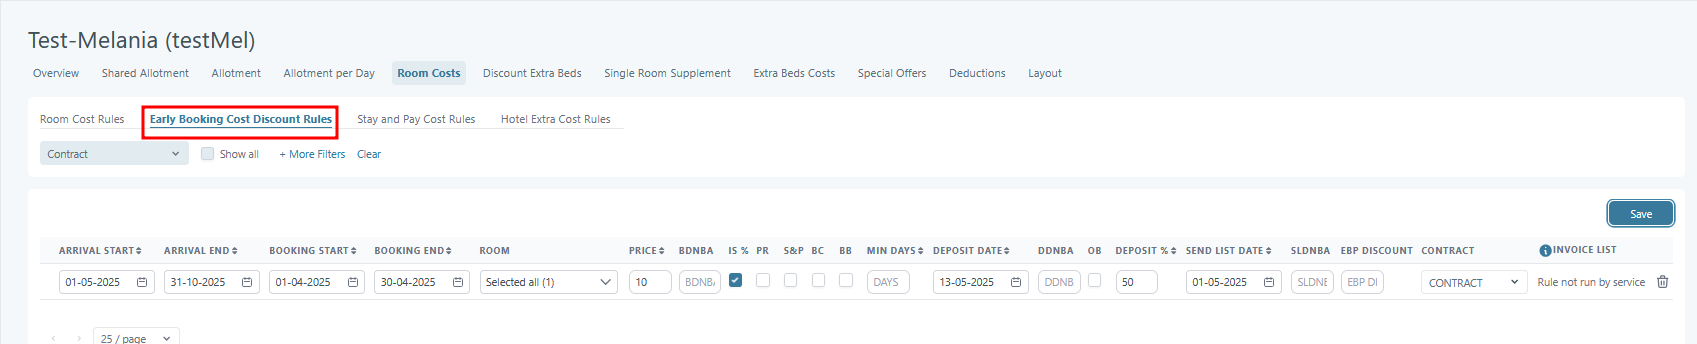 Test-Melania (testMel)
Overview Shared Allotment Allotment Allotment per Day Room Costs Discount Extra Beds Single Room Supplement Extra Beds Costs Special Offers Deductions Layout
Room Cost Rules Early Booking Cost Discount Rules Stay and Pay Cost Rules Hotel Extra Cost Rules
Contract Show all + More Filters Clear
Save
ARRIVAL START ARRIVAL END BOOKING START BOOKING END ROOM PRICE BDNBA IS % PR S&P BC BB MIN DAYS DEPOSIT DATE DDNBA OB DEPOSIT % SEND LIST DATE SLDNBA EBP DISCOUNT CONTRACT INVOICE LIST
01-05-2025 31-10-2025 01-04-2025 30-04-2025 Selected all (1) 10 BDNBA DAYS 13-05-2025 DDNB 50 01-05-2025 SLDNE EBP DI CONTRACT Rule not run by service
25 / page